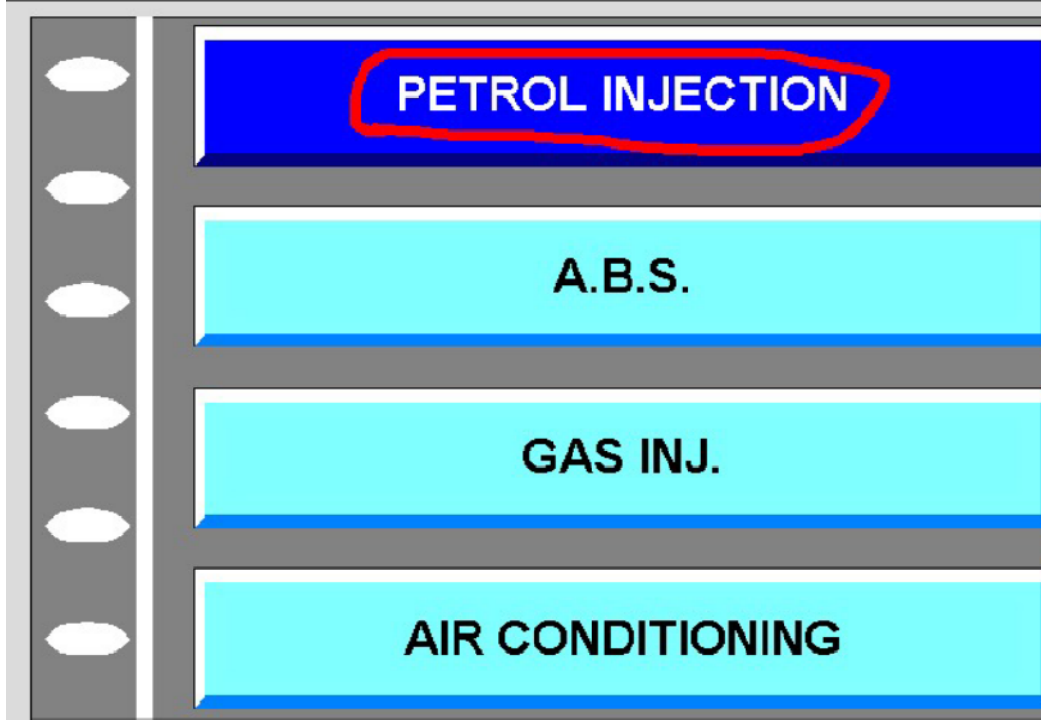 PETROL INJECTION
A.B.S.
GAS INJ.
AIR CONDITIONING